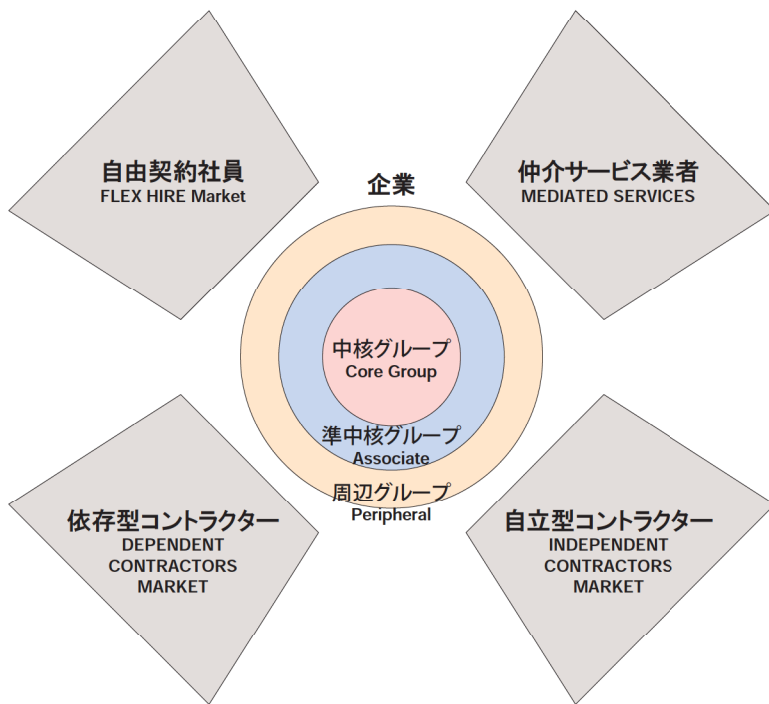 自由契約社員
FLEX HIRE Market
仲介サービス業者
MEDIATED SERVICES
企業
中核グループ
Core Group
準中核グループ
Associate
周辺グループ
Peripheral
依存型コントラクター
DEPENDENT
CONTRACTORS
MARKET
自立型コントラクター
INDEPENDENT
CONTRACTORS
MARKET